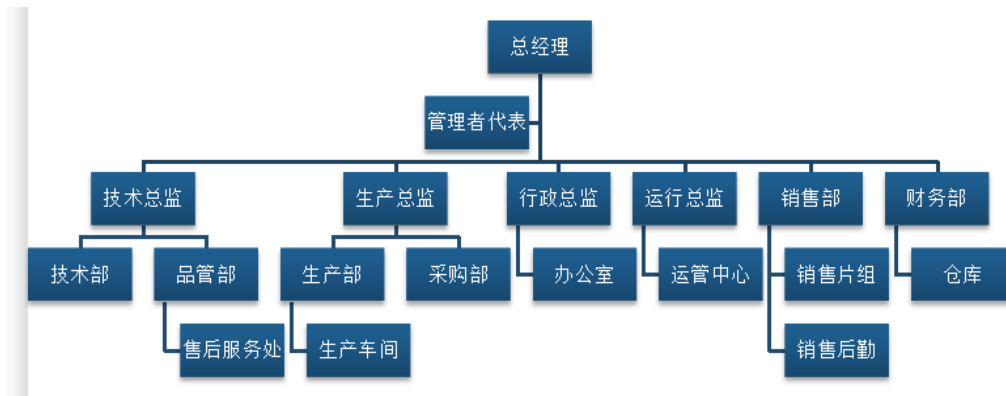 总经理
管理者代表
技术总监
生产总监
行政总监
运行总监
销售部
财务部
技术部
品管部
生产部
采购部
办公室
运管中心
销售片组
仓库
售后服务处
生产车间
销售后勤